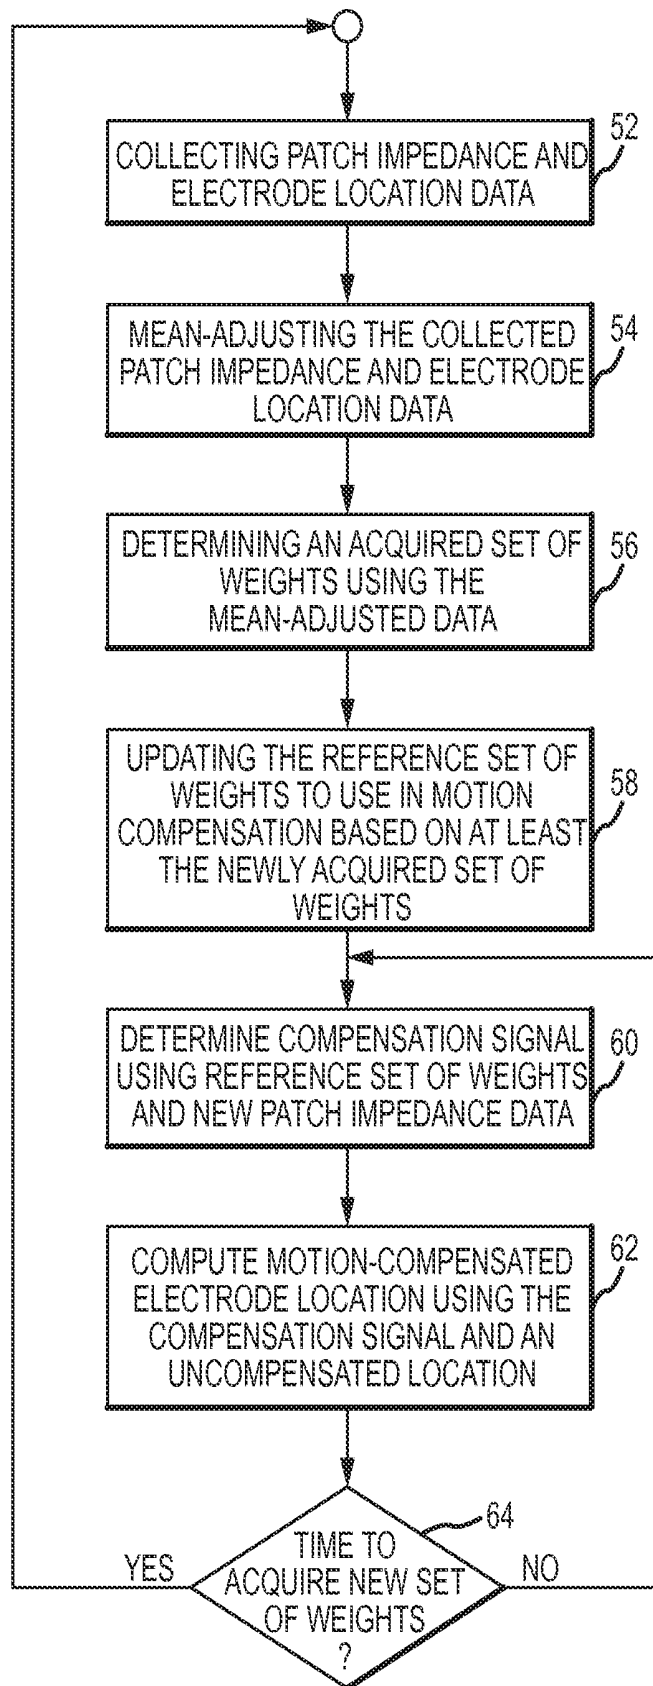 52
COLLECTING PATCH IMPEDANCE AND
ELECTRODE LOCATION DATA
54
MEAN-ADJUSTING THE COLLECTED
PATCH IMPEDANCE AND ELECTRODE
LOCATION DATA
56
DETERMINING AN ACQUIRED SET OF
WEIGHTS USING THE
MEAN-ADJUSTED DATA
58
UPDATING THE REFERENCE SET OF
WEIGHTS TO USE IN MOTION
COMPENSATION BASED ON AT LEAST
THE NEWLY ACQUIRED SET OF
WEIGHTS
60
DETERMINE COMPENSATION SIGNAL
USING REFERENCE SET OF WEIGHTS
AND NEW PATCH IMPEDANCE DATA
62
COMPUTE MOTION-COMPENSATED
ELECTRODE LOCATION USING THE
COMPENSATION SIGNAL AND AN
UNCOMPENSATED LOCATION
64
YES
NO
TIME TO
ACQUIRE NEW SET
OF WEIGHTS
?